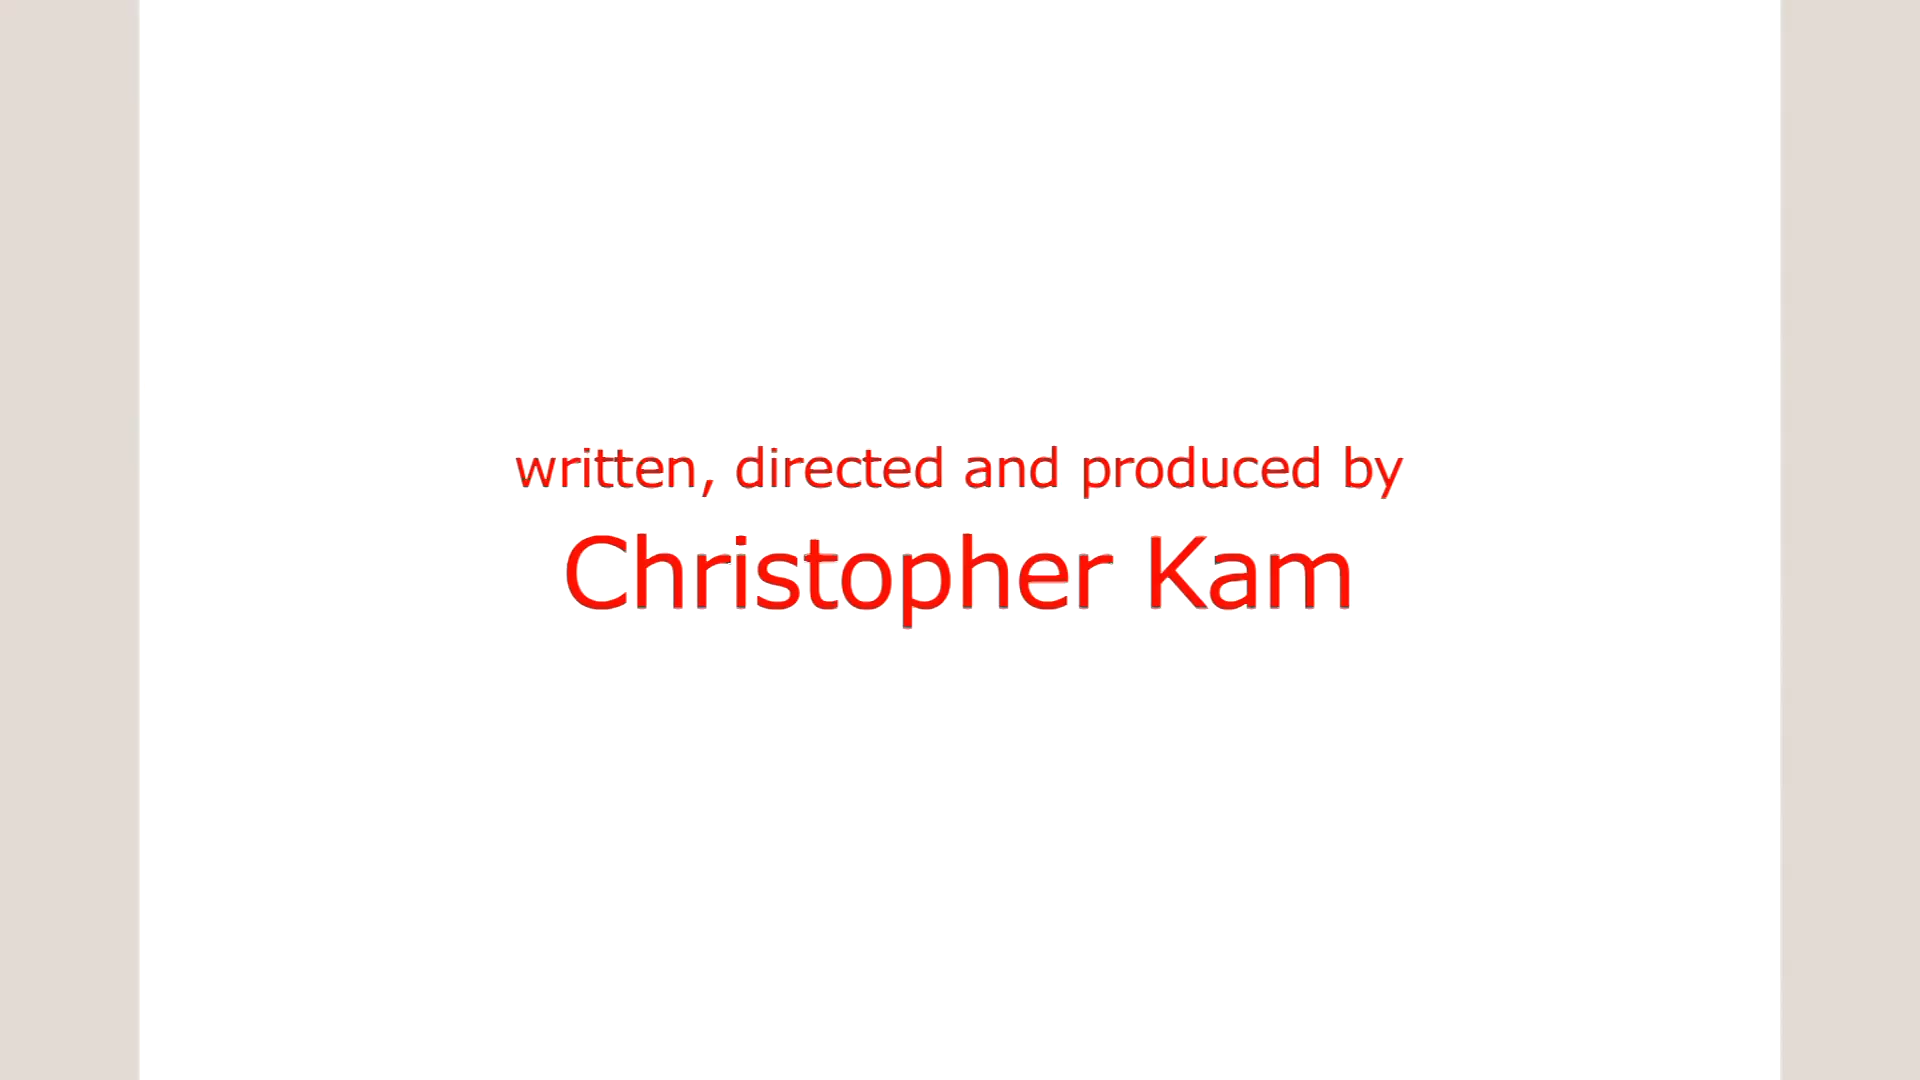 written, directed and produced by
Christopher Kam